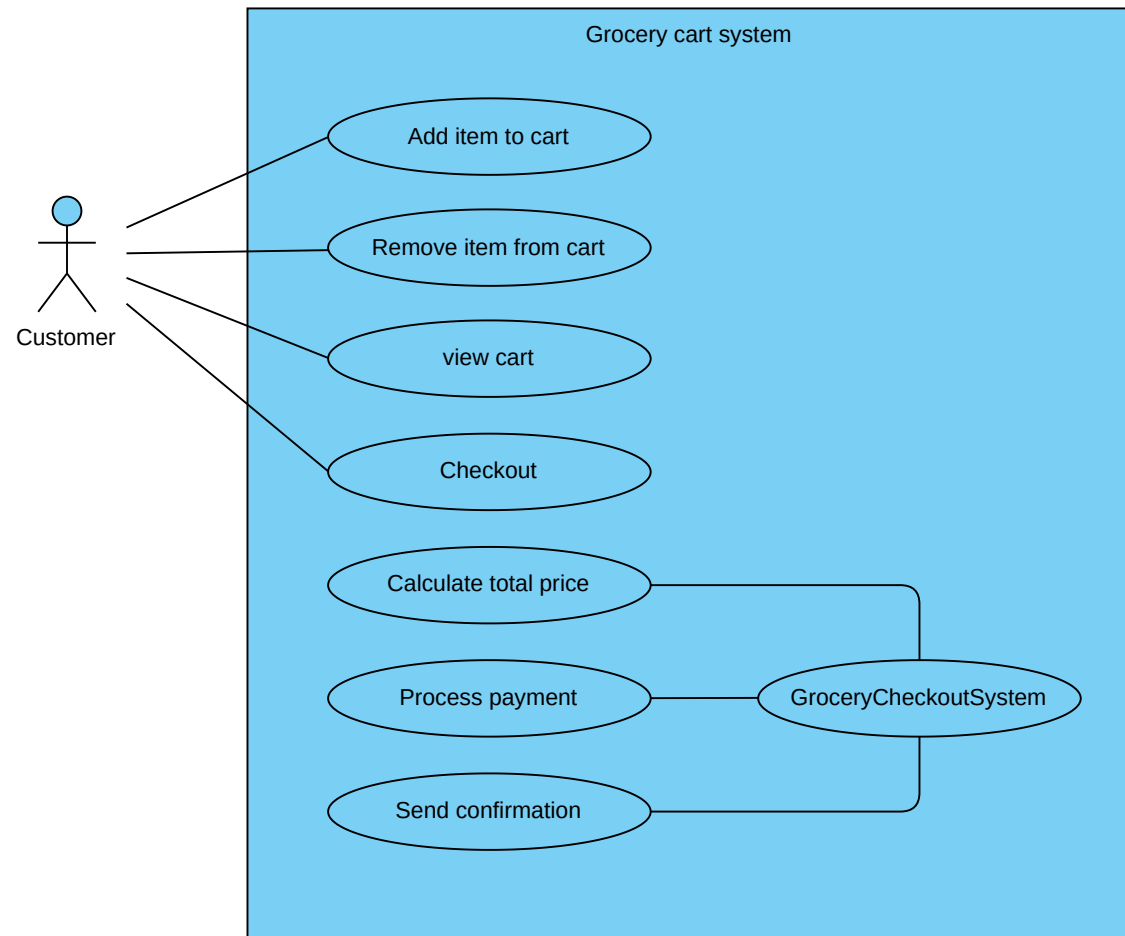 Grocery cart system
Add item to cart
Remove item from cart
Customer
view cart
Checkout
Calculate total price
Process payment
GroceryCheckoutSystem
Send confirmation